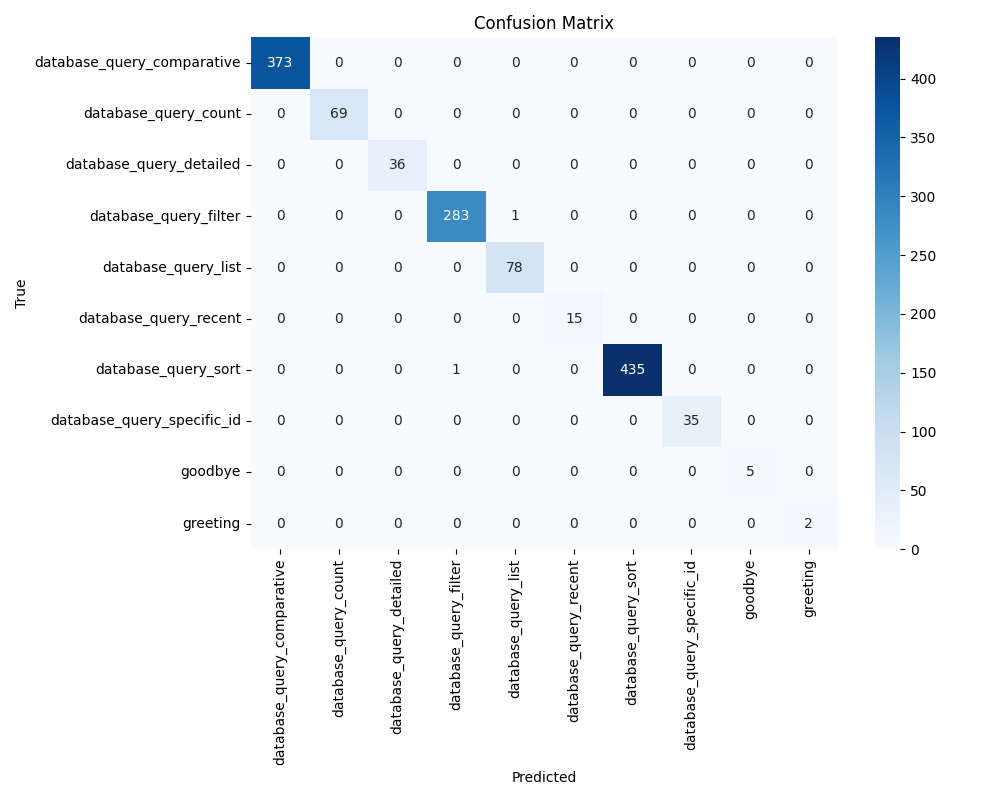 Confusion Matrix
database_query_comparative 373 0 0 0 0 0 0 0 0 0
database_query_count 0 69 0 0 0 0 0 0 0 0
database_query_detailed 0 0 36 0 0 0 0 0 0 0
database_query_filter 0 0 0 283 1 0 0 0 0 0
database_query_list 0 0 0 0 78 0 0 0 0 0
database_query_recent 0 0 0 0 0 15 0 0 0 0
database_query_sort 0 0 0 1 0 0 435 0 0 0
database_query_specific_id 0 0 0 0 0 0 0 35 0 0
goodbye 0 0 0 0 0 0 0 0 5 0
greeting 0 0 0 0 0 0 0 0 0 2
True
database_query_comparative
database_query_count
database_query_detailed
database_query_filter
database_query_list
database_query_recent
database_query_sort
database_query_specific_id
goodbye
greeting
Predicted
400
350
300
250
200
150
100
50
0